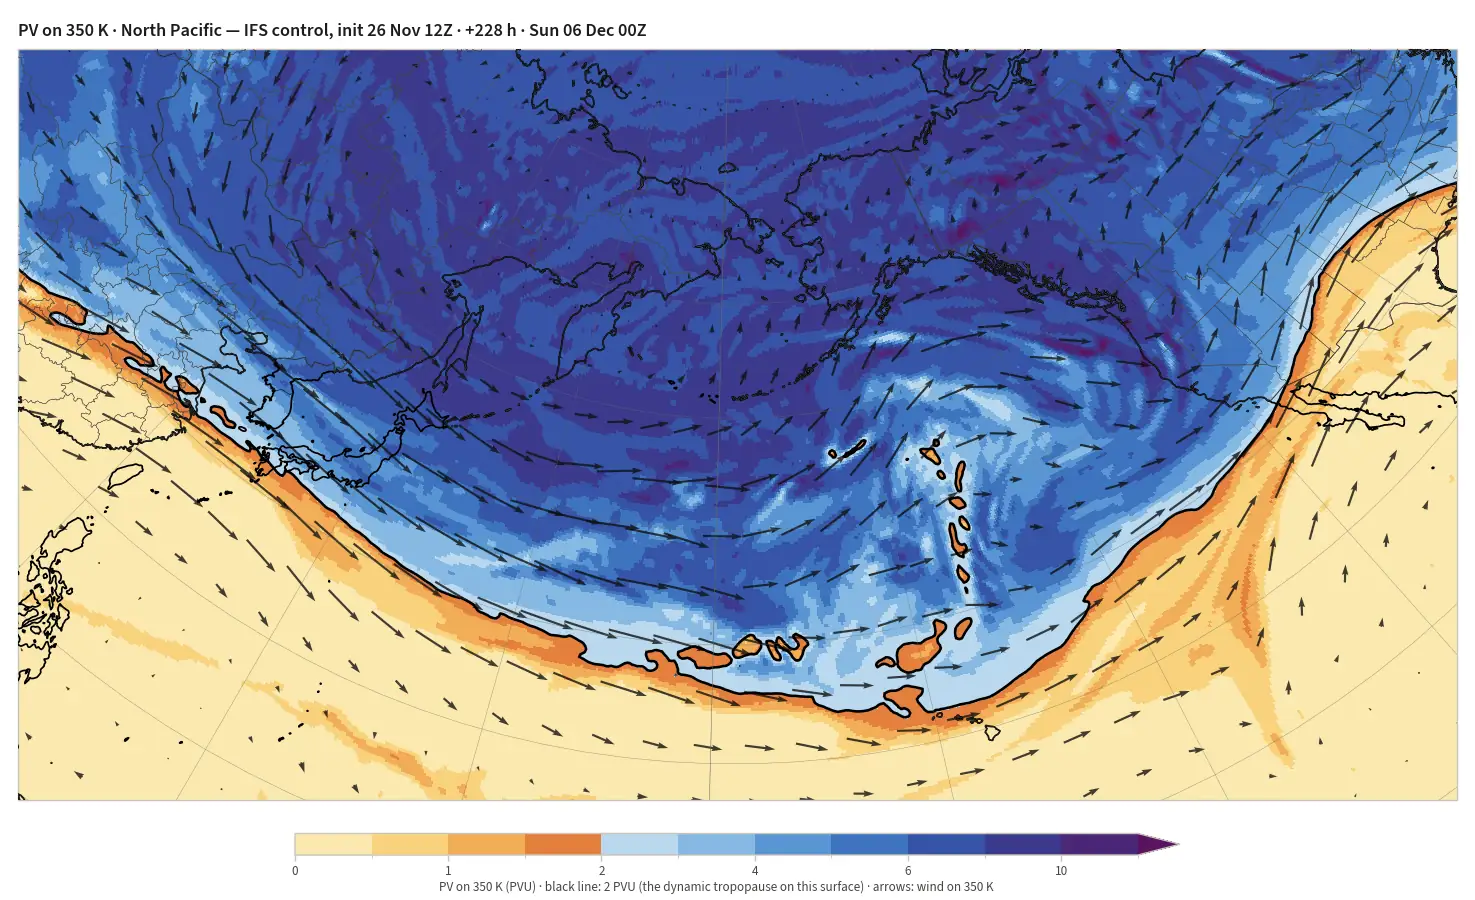 PV on 350 K · North Pacific — IFS control, init 26 Nov 12Z · +228 h · Sun 06 Dec 00Z
0 1 2 4 6 10
PV on 350 K (PVU) · black line: 2 PVU (the dynamic tropopause on this surface) · arrows: wind on 350 K